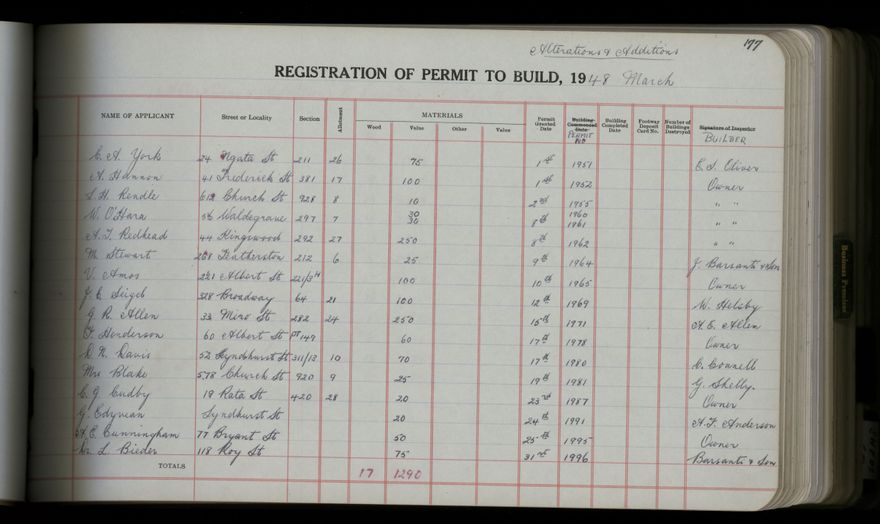 Alterations & Additions 177
REGISTRATION OF PERMIT TO BUILD, 1948 March
NAME OF APPLICANT Street or Locality Section Allotment MATERIALS Permit Granted Date Building Commenced Date PERMIT NO Building Completed Date Footway Deposit Card No. Number of Buildings Destroyed Signature of Inspector BUILDER
Wood Value Other Value
C. A. York 24 Ngata St 211 26 75 1st 1951 C. S. Oliver
A. Hannon 41 Frederick St 381 17 100 1st 1952 Owner
S. H. Rendle Church St 928 8 10 2nd 1955 " "
W. O'Hara 56 Waldegrave 297 7 30 30 8th 1960 1961 " "
A. J. Redhead 44 Kingswood 292 27 250 8th 1962 " "
M. Stewart Featherston 212 6 25 9th 1964 J. Barsanti & Son
V. Amos 221 Albert St 100 10th 1965 Owner
J. E. Seigel 328 Broadway 64 21 100 12th 1969 W. Helsby
G. R. Allen 33 Miro St 282 24 250 15th 1971 A. E. Allen
F. Henderson 60 Albert St PT 149 60 17th 1978 Owner
D. N. Davis 52 Lyndhurst St 311/13 10 70 17th 1980 C. Connell
Mrs Blake 578 Church St 920 9 25 19th 1981 G. Shelby.
C. G. Cudby 19 Rata St 420 28 20 23rd 1987 Owner
G. Edyvean Lyndhurst St 20 24th 1991 A. F. Anderson
E. Cunningham 77 Bryant St 50 25th 1995 Owner
L. Bieder 118 Roy St 75 31st 1996 Barsanti & Son
TOTALS 17 1290